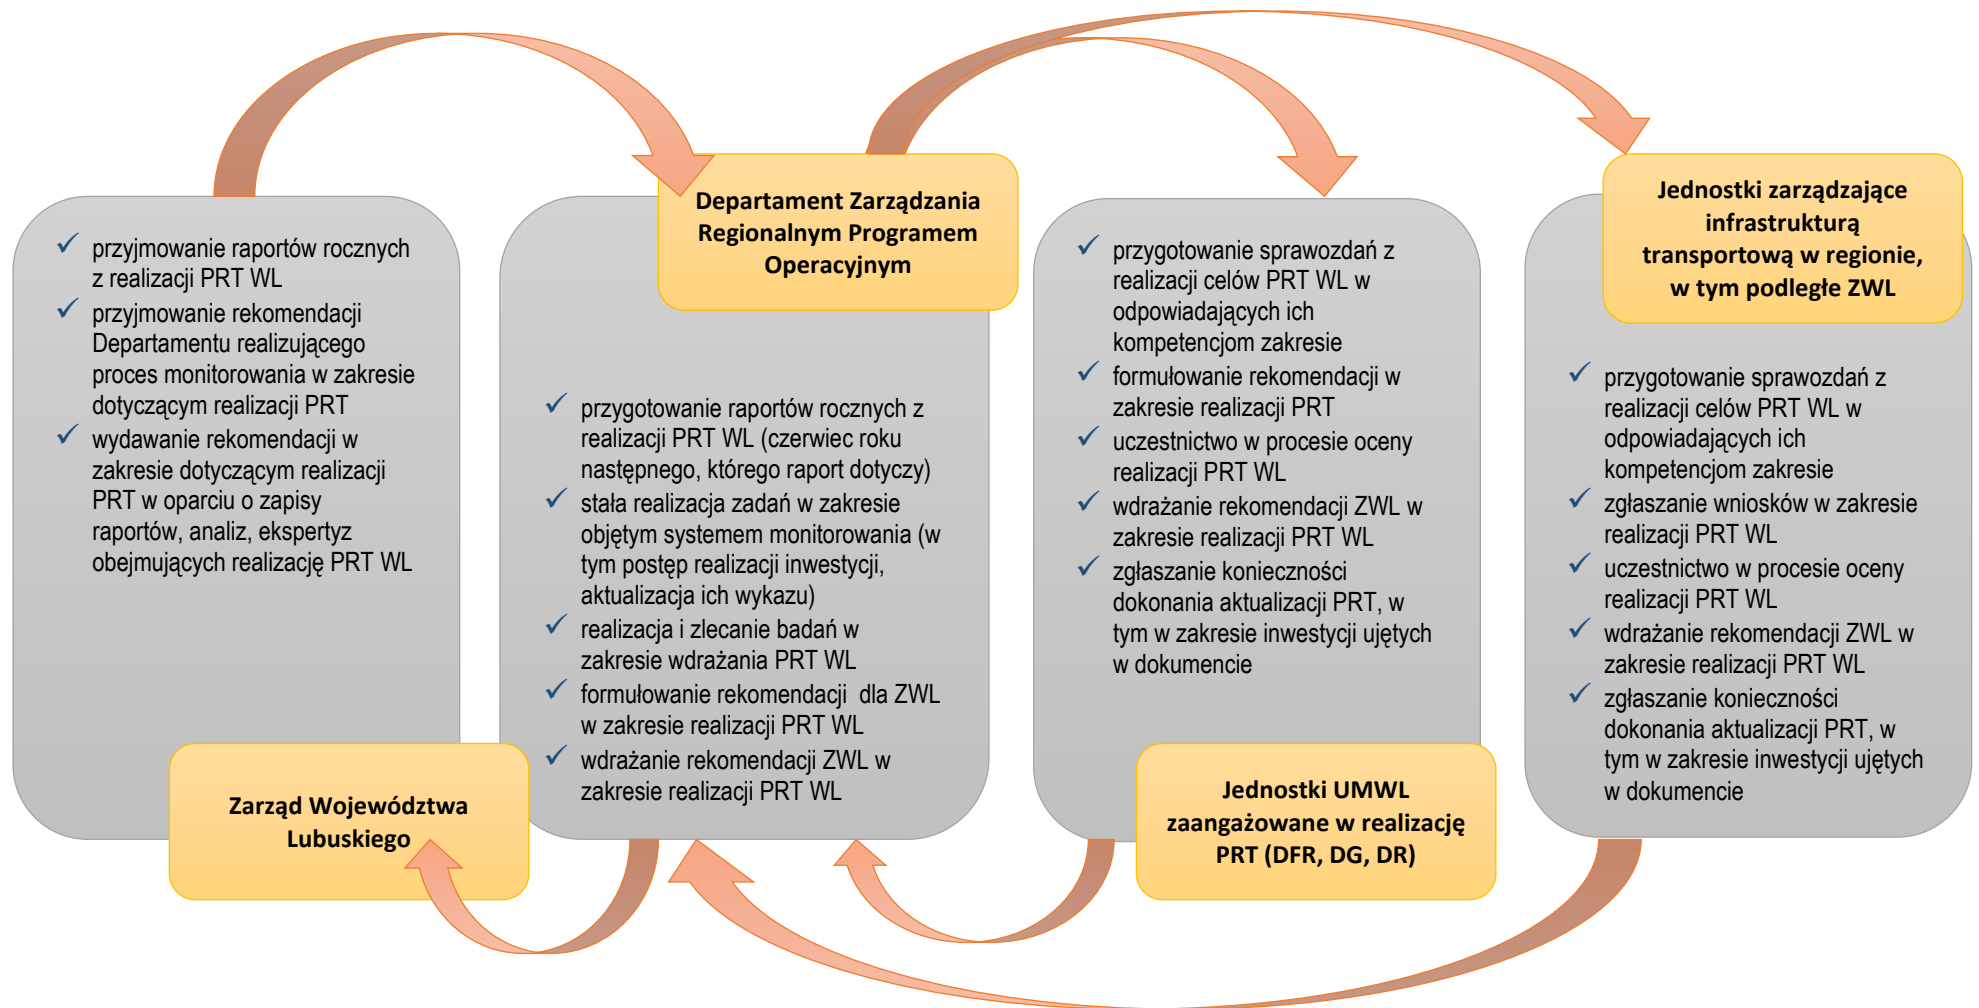 przyjmowanie raportów rocznych
z realizacji PRT WL
przyjmowanie rekomendacji
Departamentu realizującego
proces monitorowania w zakresie
dotyczącym realizacji PRT
wydawanie rekomendacji w
zakresie dotyczącym realizacji
PRT w oparciu o zapisy
raportów, analiz, ekspertyz
obejmujących realizację PRT WL
Zarząd Województwa
Lubuskiego
Departament Zarządzania
Regionalnym Programem
Operacyjnym
przygotowanie raportów rocznych z
realizacji PRT WL (czerwiec roku
następnego, którego raport dotyczy)
stała realizacja zadań w zakresie
objętym systemem monitorowania (w
tym postęp realizacji inwestycji,
aktualizacja ich wykazu)
realizacja i zlecanie badań w
zakresie wdrażania PRT WL
formułowanie rekomendacji  dla ZWL
w zakresie realizacji PRT WL
wdrażanie rekomendacji ZWL w
zakresie realizacji PRT WL
przygotowanie sprawozdań z
realizacji celów PRT WL w
odpowiadających ich
kompetencjom zakresie
formułowanie rekomendacji w
zakresie realizacji PRT
uczestnictwo w procesie oceny
realizacji PRT WL
wdrażanie rekomendacji ZWL w
zakresie realizacji PRT WL
zgłaszanie konieczności
dokonania aktualizacji PRT, w
tym w zakresie inwestycji ujętych
w dokumencie
Jednostki UMWL
zaangażowane w realizację
PRT (DFR, DG, DR)
Jednostki zarządzające
infrastrukturą
transportową w regionie,
w tym podległe ZWL
przygotowanie sprawozdań z
realizacji celów PRT WL w
odpowiadających ich
kompetencjom zakresie
zgłaszanie wniosków w zakresie
realizacji PRT WL
uczestnictwo w procesie oceny
realizacji PRT WL
wdrażanie rekomendacji ZWL w
zakresie realizacji PRT WL
zgłaszanie konieczności
dokonania aktualizacji PRT, w
tym w zakresie inwestycji ujętych
w dokumencie